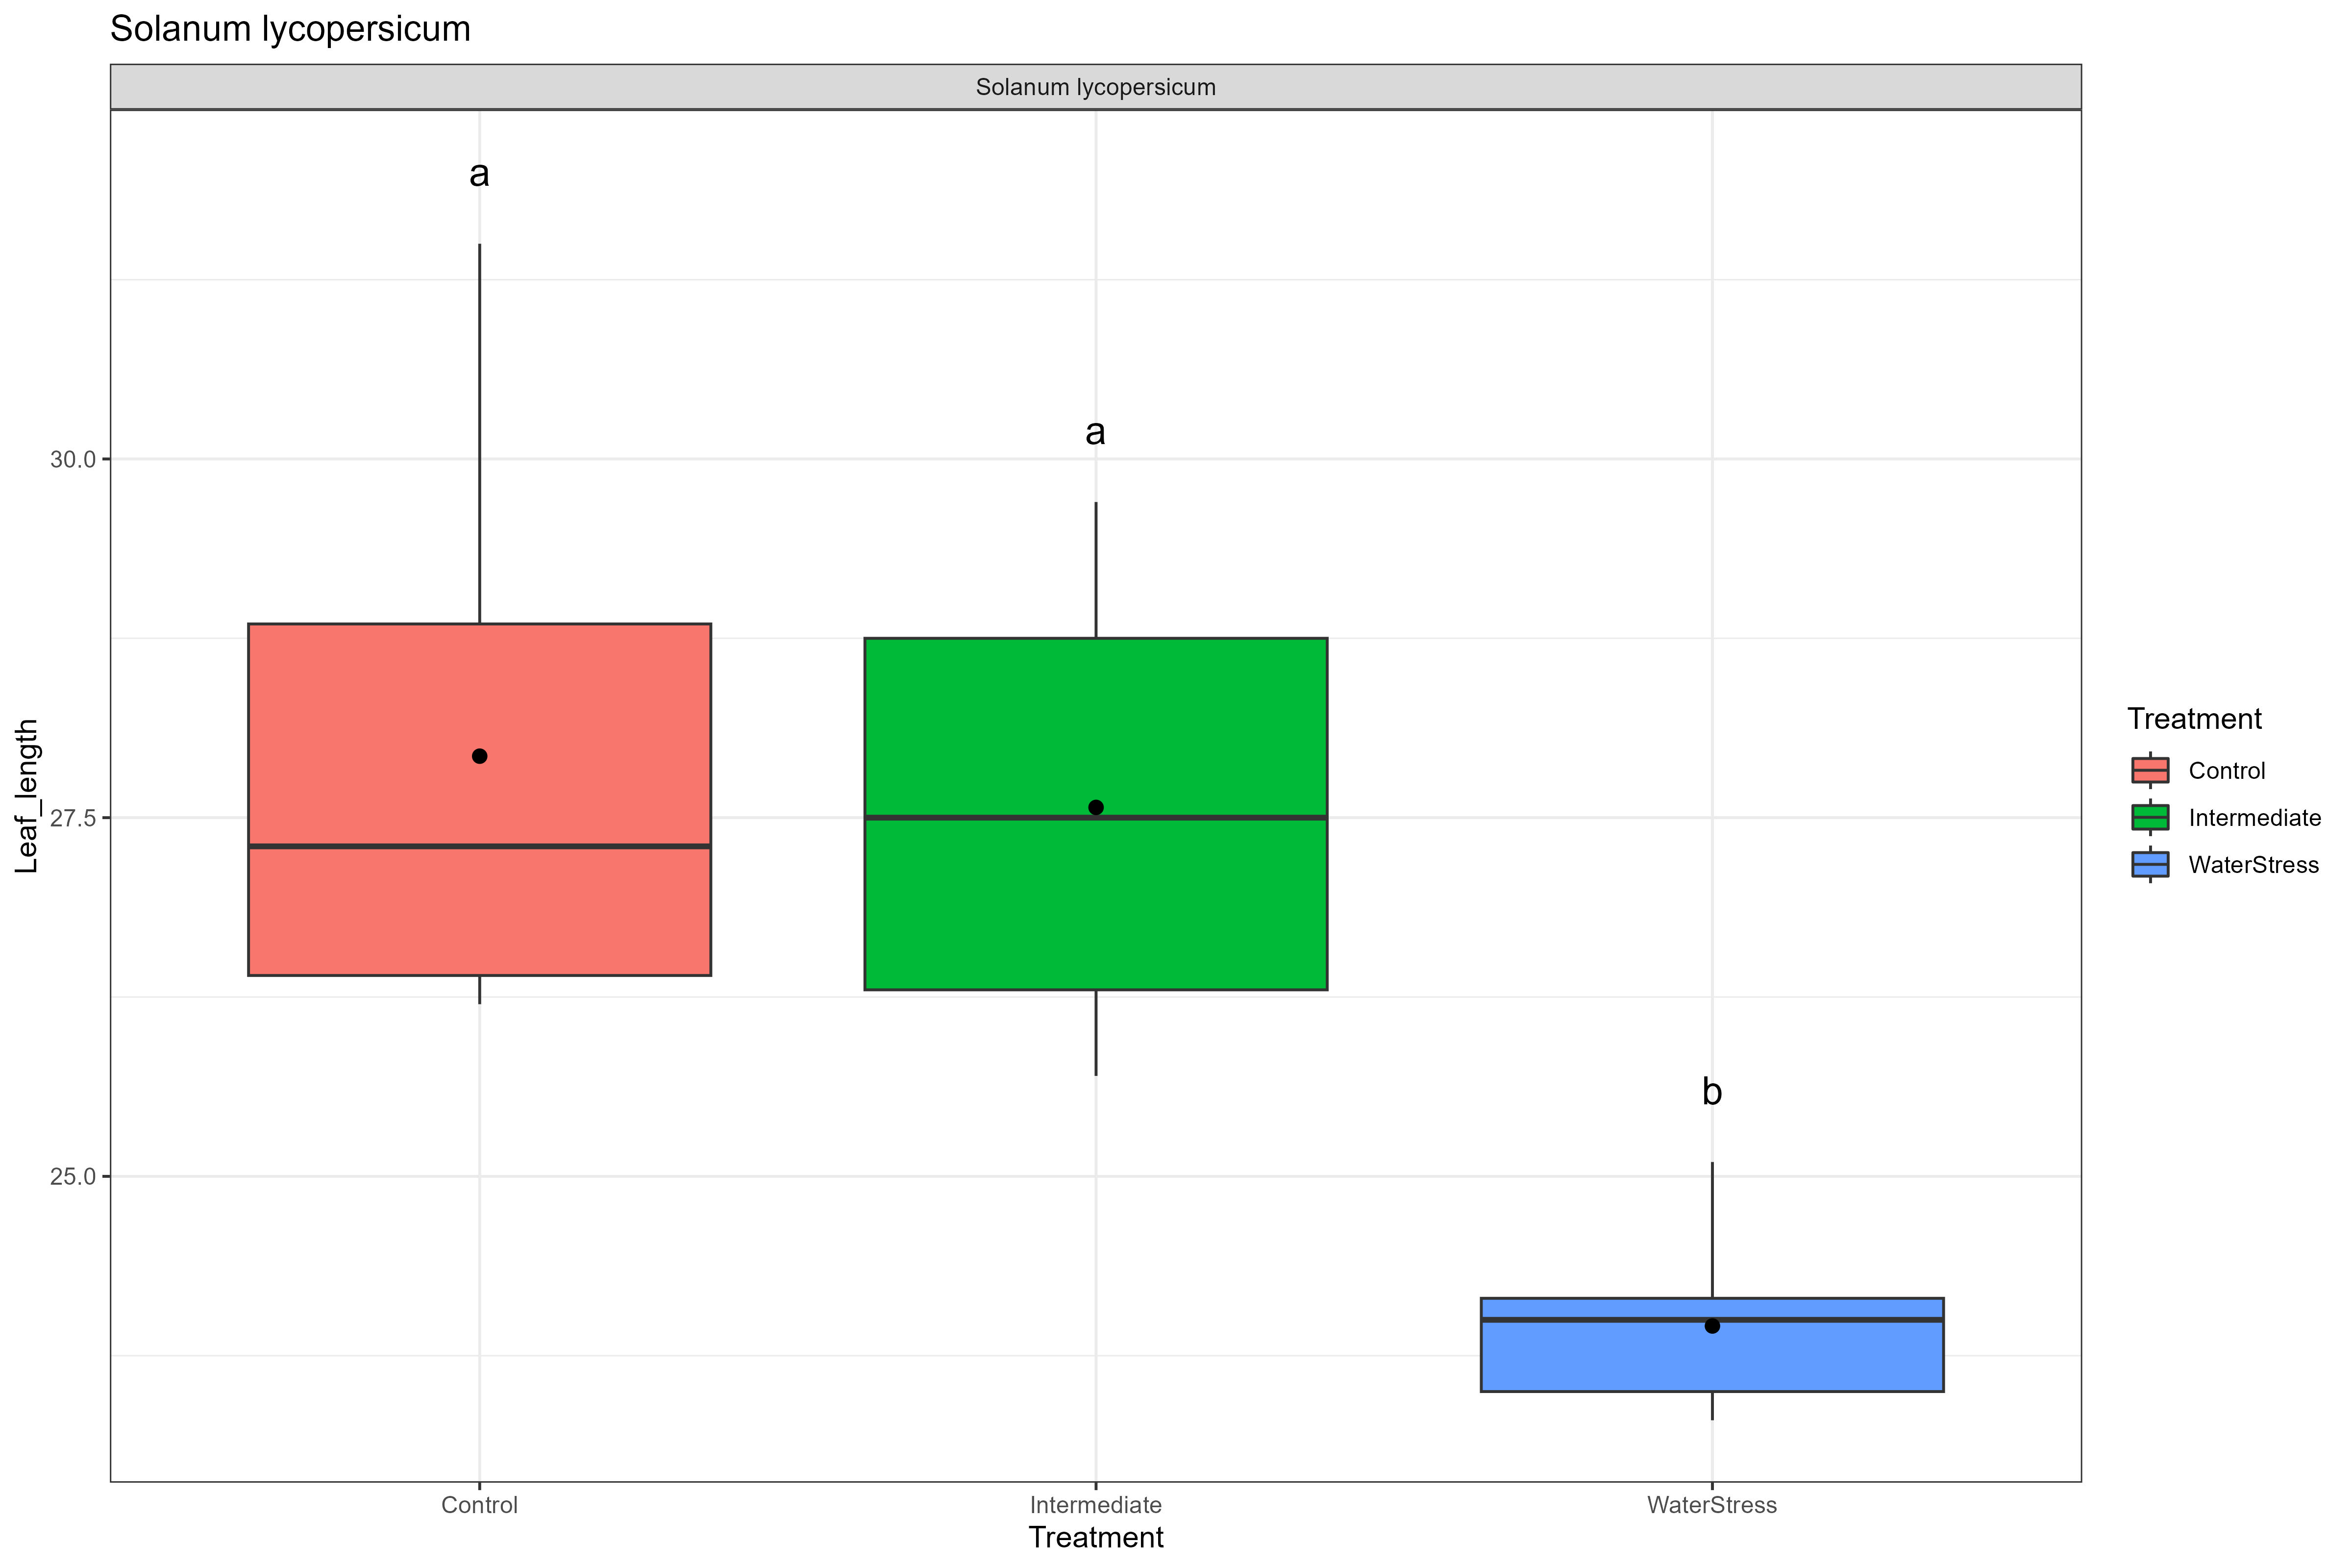 Solanum lycopersicum
Solanum lycopersicum
a
a
b
30.0
27.5
25.0
Leaf_length
Control
Intermediate
WaterStress
Treatment
Treatment
Control
Intermediate
WaterStress